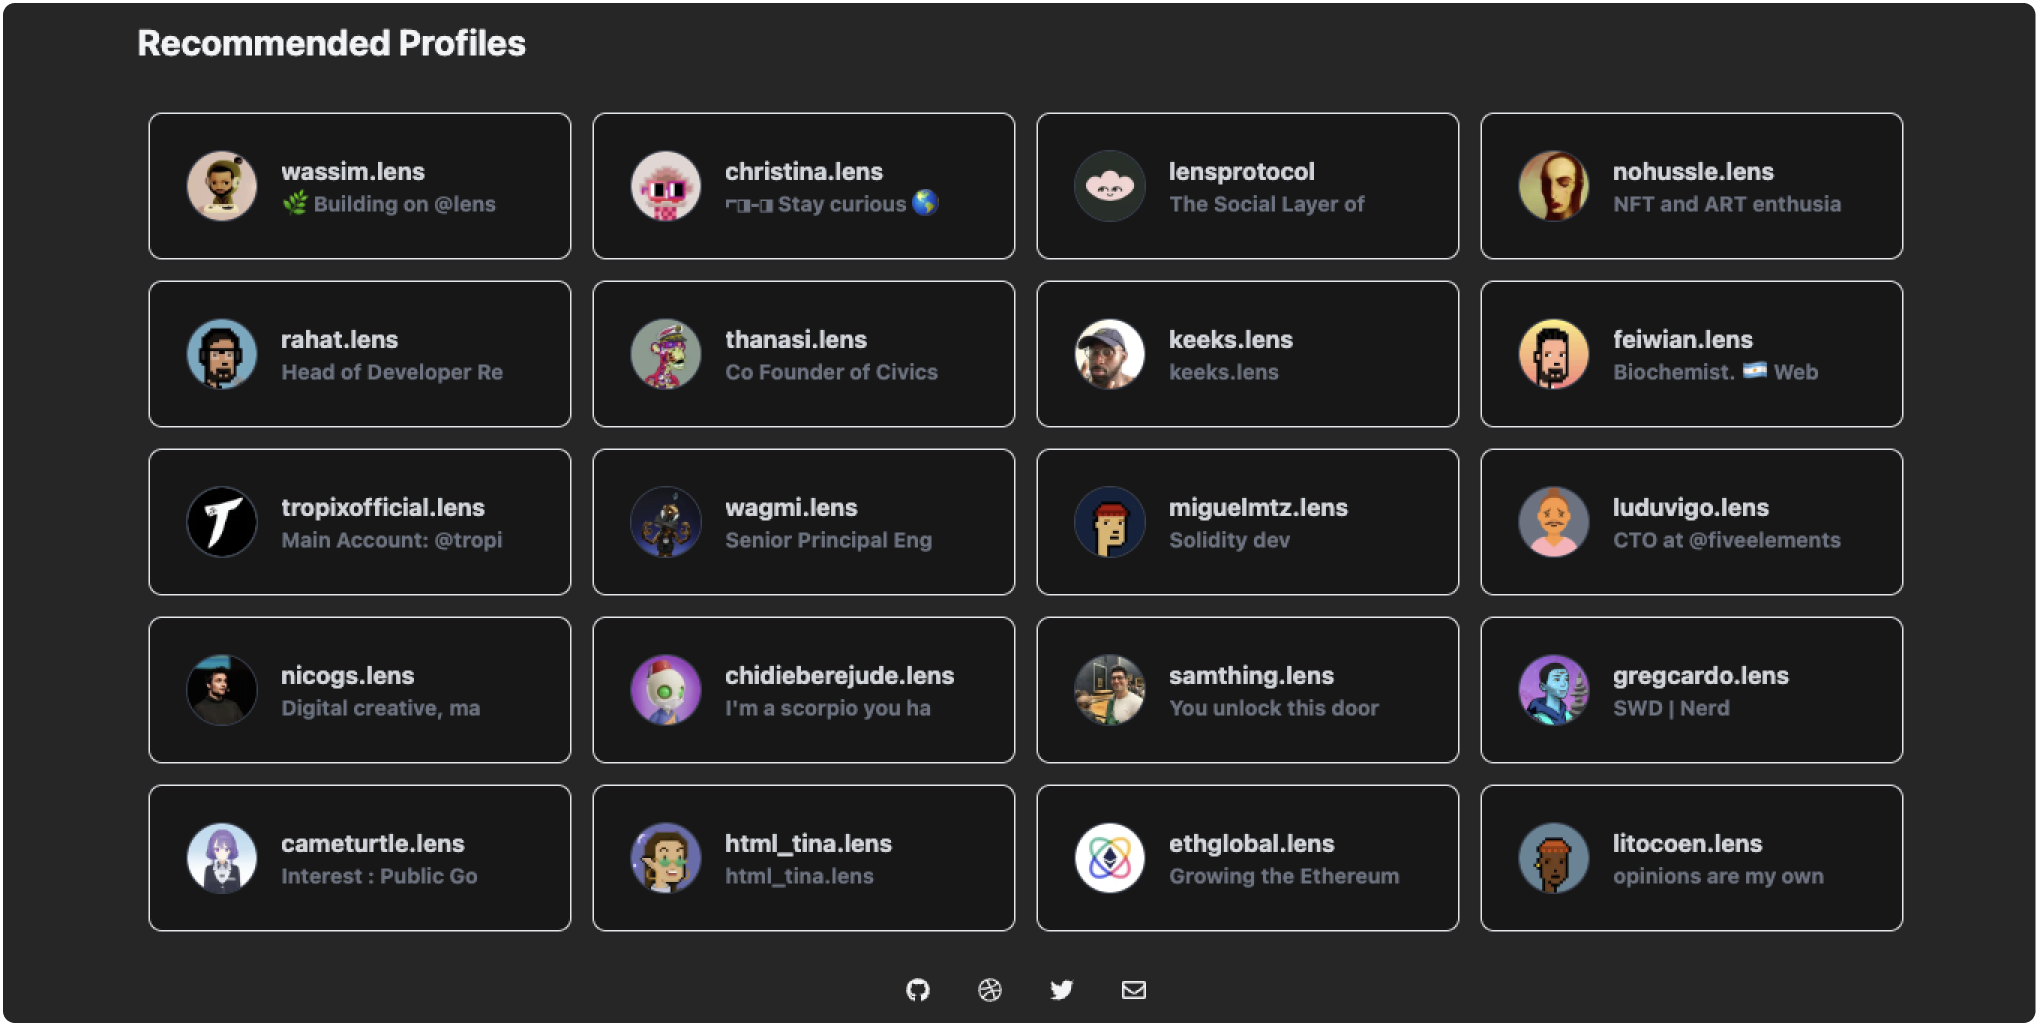 Recommended Profiles
wassim.lens
🌿 Building on @lens
christina.lens
⌐◨-◨ Stay curious 🌎
lensprotocol
The Social Layer of
nohussle.lens
NFT and ART enthusia
rahat.lens
Head of Developer Re
thanasi.lens
Co Founder of Civics
keeks.lens
keeks.lens
feiwian.lens
Biochemist. 🇦🇷 Web
tropixofficial.lens
Main Account: @tropi
wagmi.lens
Senior Principal Eng
miguelmtz.lens
Solidity dev
luduvigo.lens
CTO at @fiveelements
nicogs.lens
Digital creative, ma
chidieberejude.lens
I'm a scorpio you ha
samthing.lens
You unlock this door
gregcardo.lens
SWD | Nerd
cameturtle.lens
Interest : Public Go
html_tina.lens
html_tina.lens
ethglobal.lens
Growing the Ethereum
litocoen.lens
opinions are my own